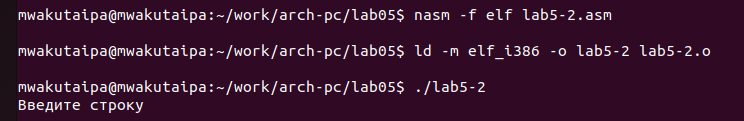 mwakutaipa@mwakutaipa:~/work/arch-pc/lab05$ nasm -f elf lab5-2.asm
mwakutaipa@mwakutaipa:~/work/arch-pc/lab05$ ld -m elf_i386 -o lab5-2 lab5-2.o
mwakutaipa@mwakutaipa:~/work/arch-pc/lab05$ ./lab5-2
Введите строку